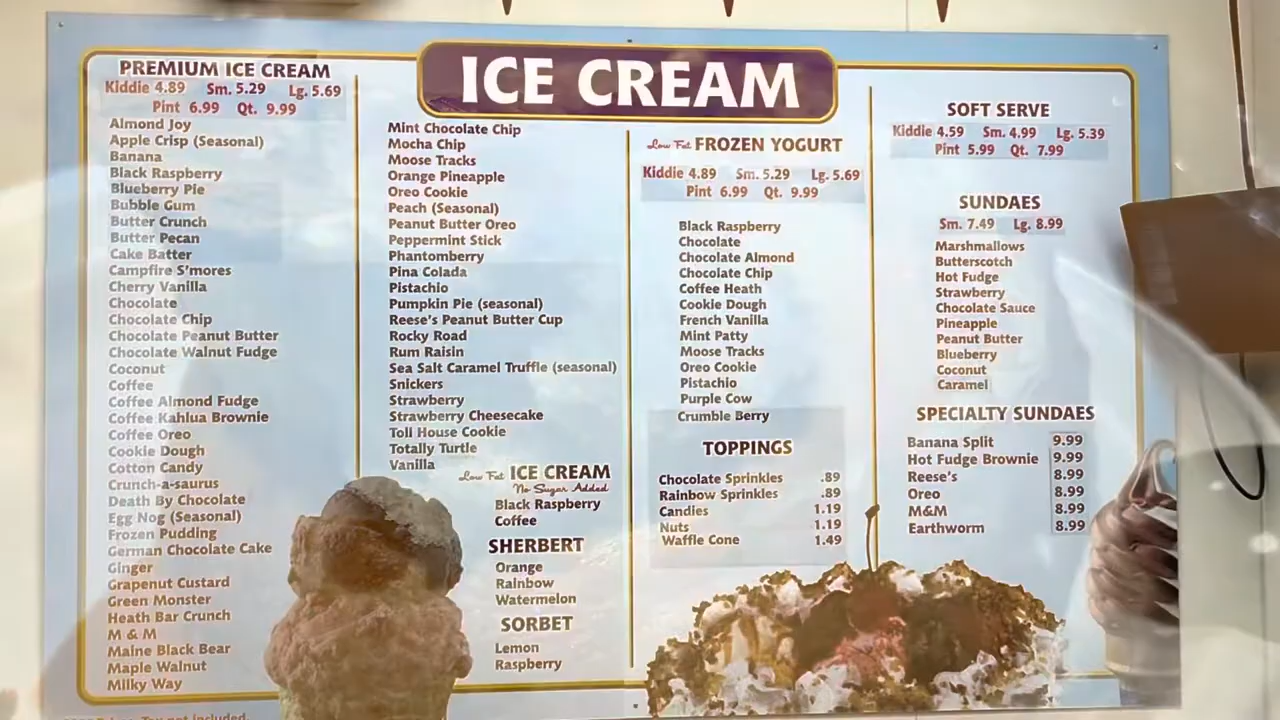 ICE CREAM
PREMIUM ICE CREAM
Kiddie 4.89 Sm. 5.29 Lg. 5.69
Pint 6.99 Qt. 9.99
Almond Joy
Apple Crisp (Seasonal)
Banana
Black Raspberry
Blueberry Pie
Bubble Gum
Butter Crunch
Butter Pecan
Cake Batter
Campfire S'mores
Cherry Vanilla
Chocolate
Chocolate Chip
Chocolate Peanut Butter
Chocolate Walnut Fudge
Coconut
Coffee
Coffee Almond Fudge
Coffee Kahlua Brownie
Coffee Oreo
Cookie Dough
Cotton Candy
Crunch-a-saurus
Death By Chocolate
Egg Nog (Seasonal)
Frozen Pudding
German Chocolate Cake
Ginger
Grapenut Custard
Green Monster
Heath Bar Crunch
M & M
Maine Black Bear
Maple Walnut
Milky Way
Tax not included.
Mint Chocolate Chip
Mocha Chip
Moose Tracks
Orange Pineapple
Oreo Cookie
Peach (Seasonal)
Peanut Butter Oreo
Peppermint Stick
Phantomberry
Pina Colada
Pistachio
Pumpkin Pie (seasonal)
Reese's Peanut Butter Cup
Rocky Road
Rum Raisin
Sea Salt Caramel Truffle (seasonal)
Snickers
Strawberry
Strawberry Cheesecake
Toll House Cookie
Totally Turtle
Vanilla
Low Fat ICE CREAM
No Sugar Added
Black Raspberry
Coffee
SHERBERT
Orange
Rainbow
Watermelon
SORBET
Lemon
Raspberry
Low Fat FROZEN YOGURT
Kiddie 4.89 Sm. 5.29 Lg. 5.69
Pint 6.99 Qt. 9.99
Black Raspberry
Chocolate
Chocolate Almond
Chocolate Chip
Coffee Heath
Cookie Dough
French Vanilla
Mint Patty
Moose Tracks
Oreo Cookie
Pistachio
Purple Cow
Crumble Berry
TOPPINGS
Chocolate Sprinkles .89
Rainbow Sprinkles .89
Candies 1.19
Nuts 1.19
Waffle Cone 1.49
SOFT SERVE
Kiddie 4.59 Sm. 4.99 Lg. 5.39
Pint 5.99 Qt. 7.99
SUNDAES
Sm. 7.49 Lg. 8.99
Marshmallows
Butterscotch
Hot Fudge
Strawberry
Chocolate Sauce
Pineapple
Peanut Butter
Blueberry
Coconut
Caramel
SPECIALTY SUNDAES
Banana Split 9.99
Hot Fudge Brownie 9.99
Reese's 8.99
Oreo 8.99
M&M 8.99
Earthworm 8.99